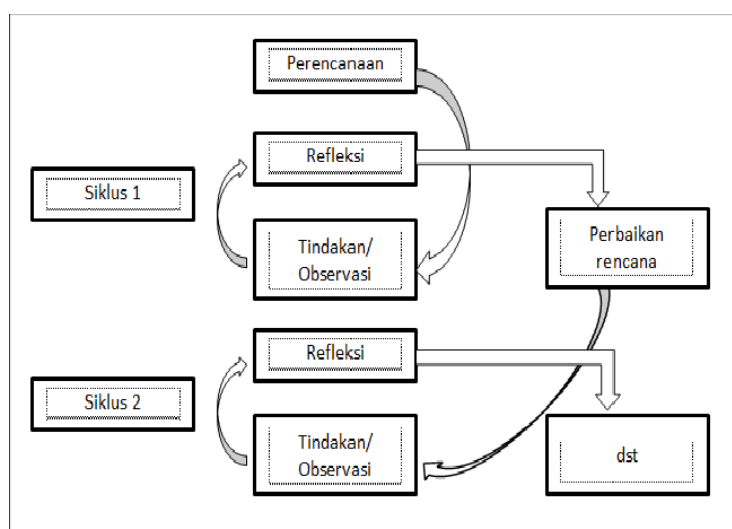 Perencanaan
Refleksi
Siklus 1
Tindakan/
Observasi
Perbaikan
rencana
Refleksi
Siklus 2
Tindakan/
Observasi
dst